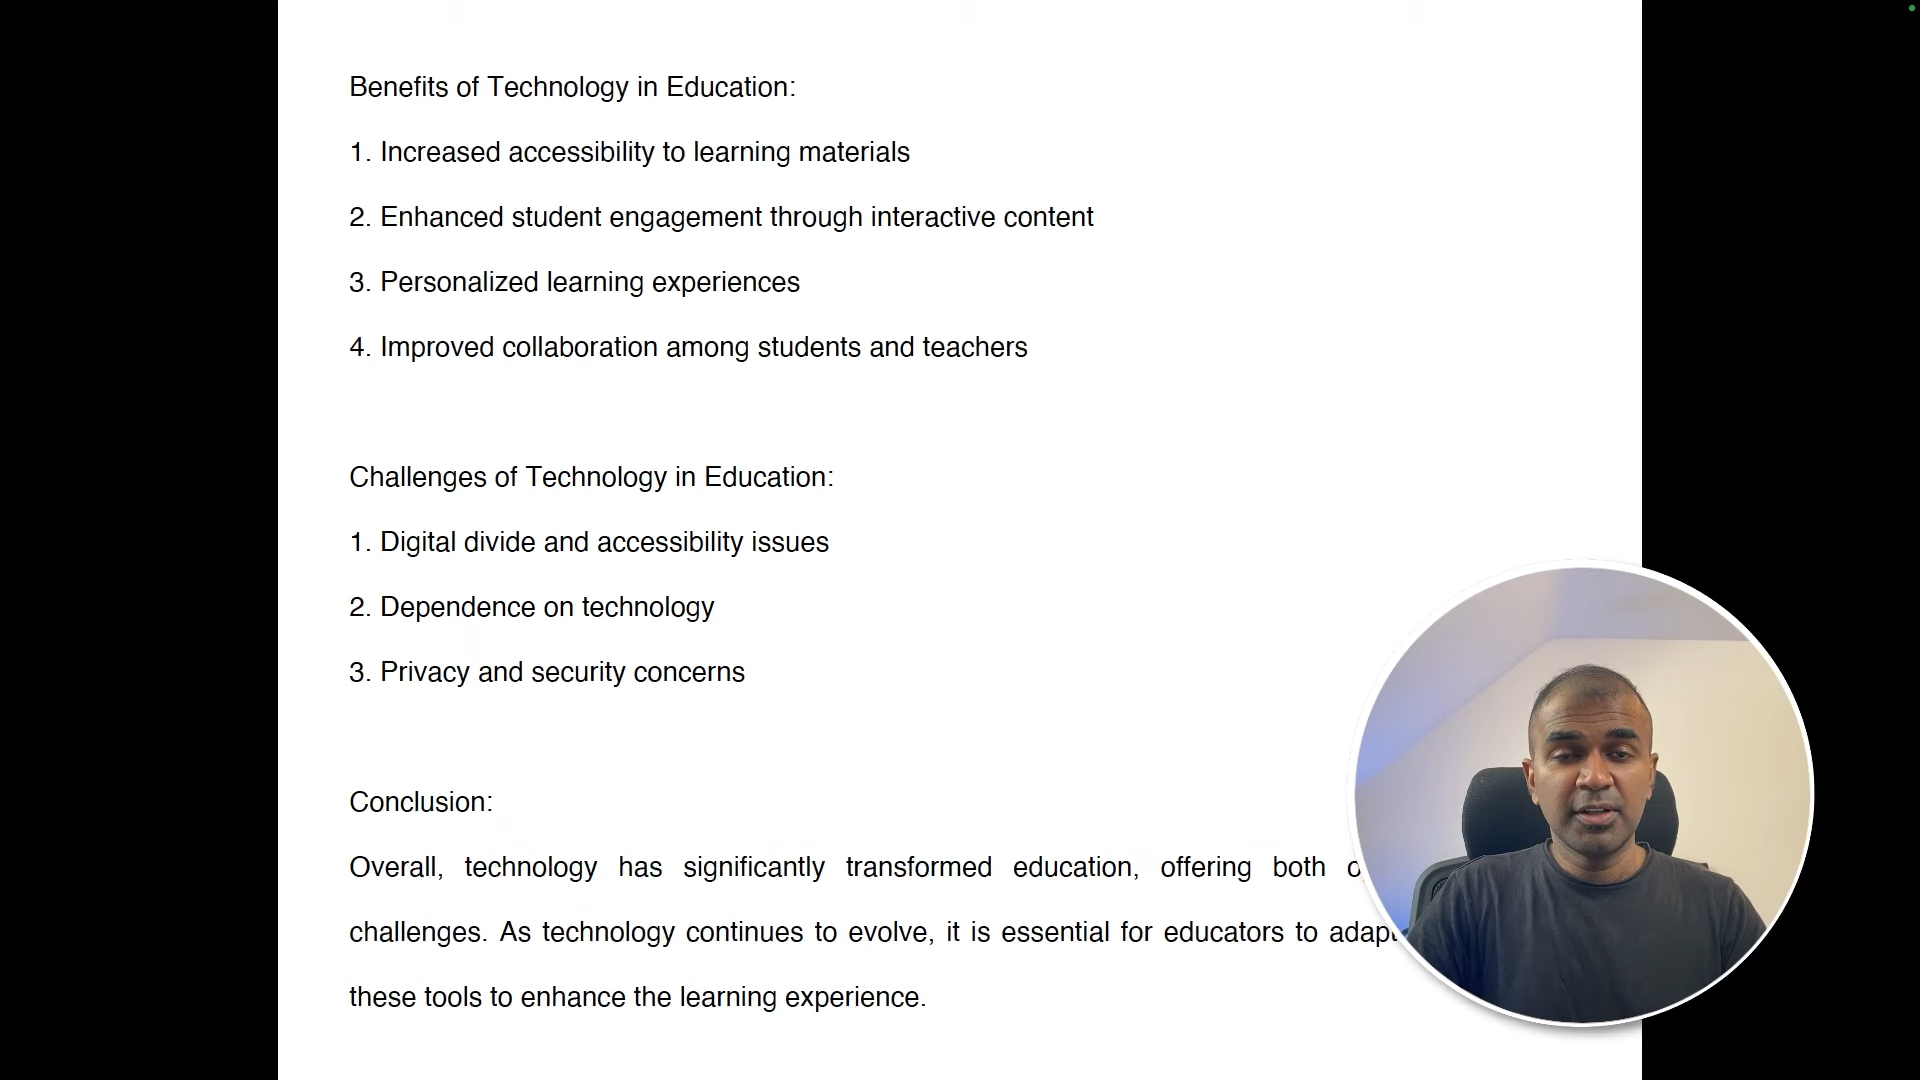 Benefits of Technology in Education:
1. Increased accessibility to learning materials
2. Enhanced student engagement through interactive content
3. Personalized learning experiences
4. Improved collaboration among students and teachers
Challenges of Technology in Education:
1. Digital divide and accessibility issues
2. Dependence on technology
3. Privacy and security concerns
Conclusion:
Overall, technology has significantly transformed education, offering both
challenges. As technology continues to evolve, it is essential for educators to adapt
these tools to enhance the learning experience.